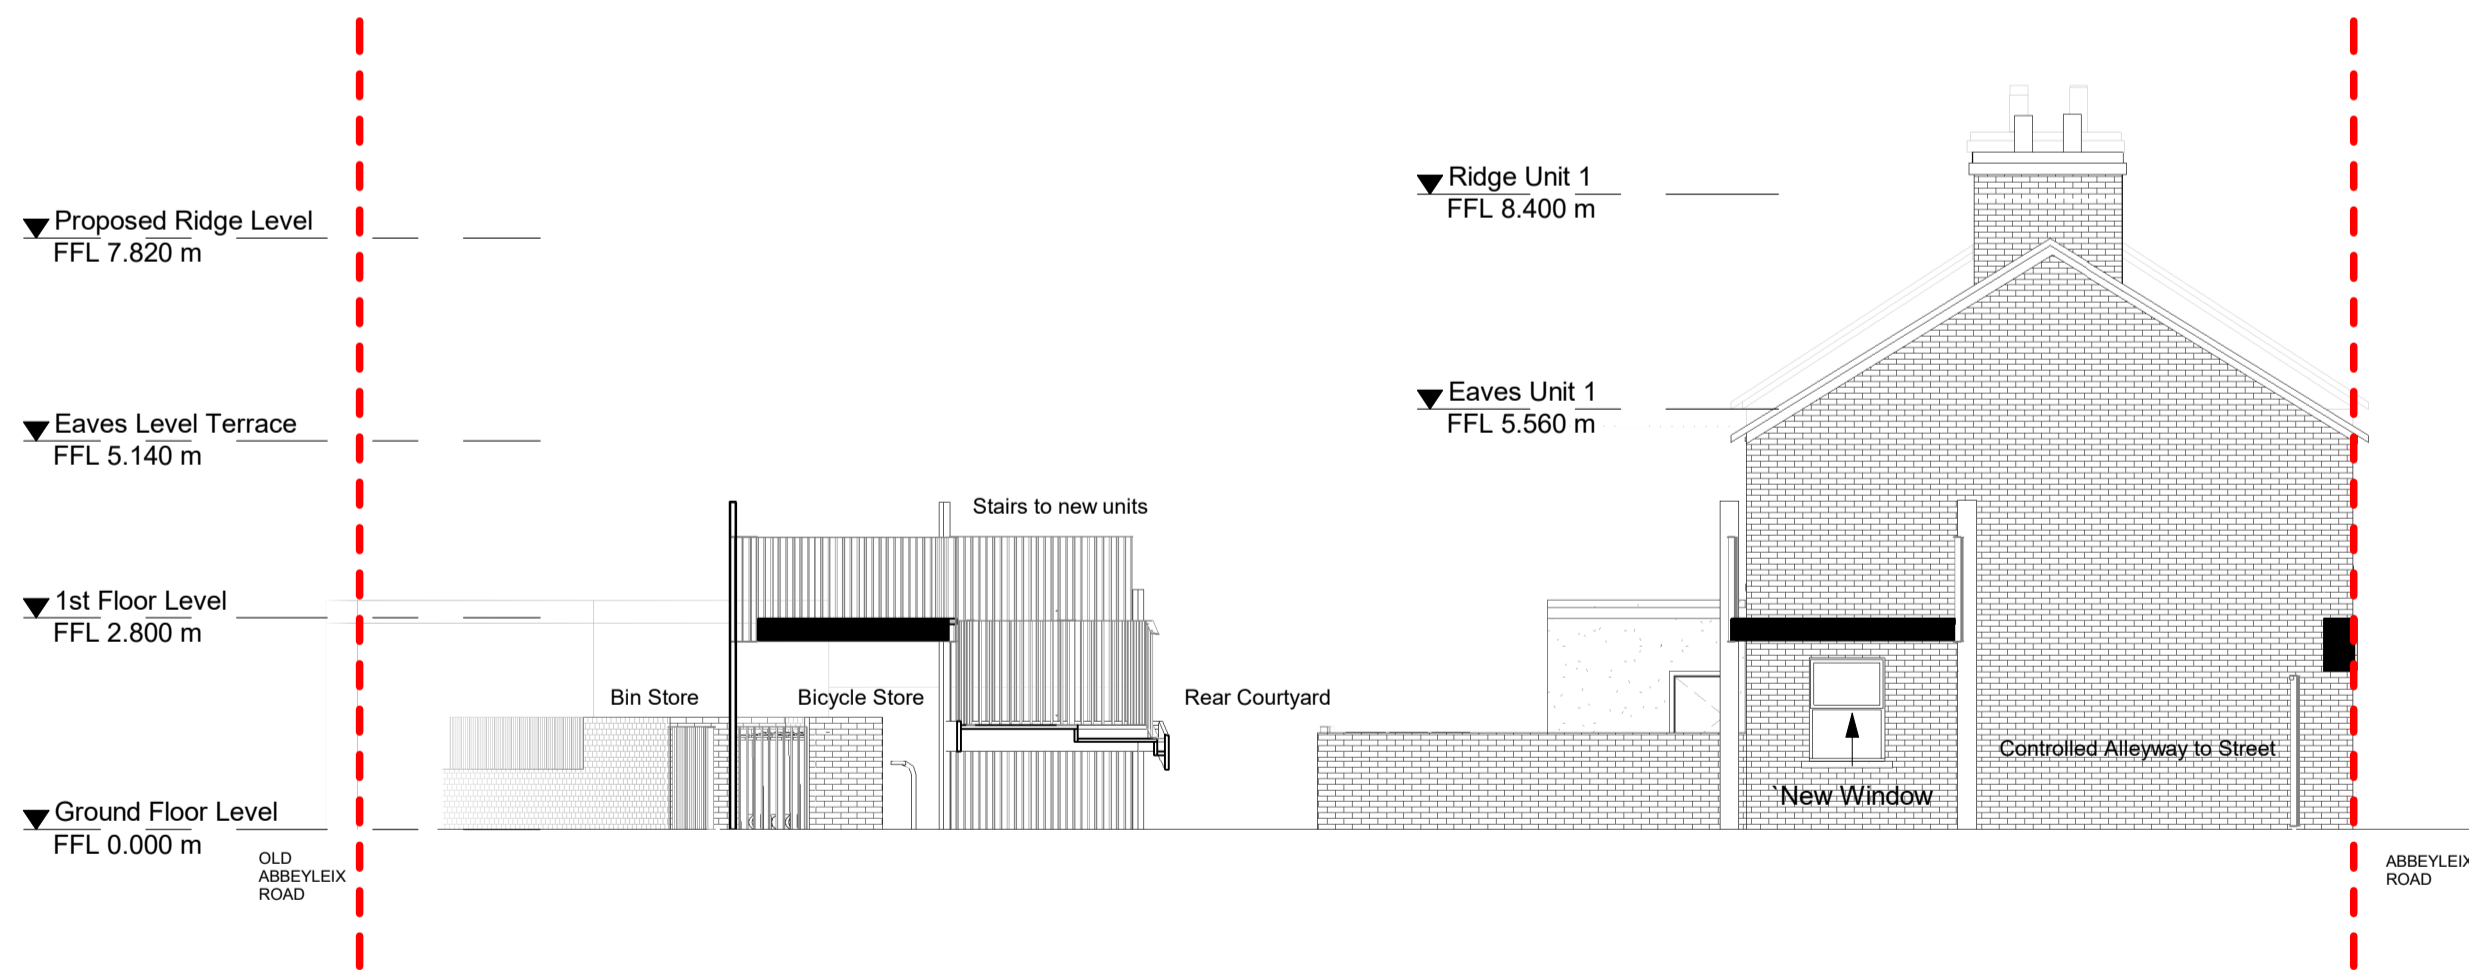 Ridge Unit 1
FFL 8.400 m
Proposed Ridge Level
FFL 7.820 m
Eaves Unit 1
FFL 5.560 m
Eaves Level Terrace
FFL 5.140 m
Stairs to new units
1st Floor Level
FFL 2.800 m
Bin Store
Bicycle Store
Rear Courtyard
Controlled Alleyway to Street
`New Window
Ground Floor Level
FFL 0.000 m
OLD
ABBEYLEIX
ROAD
ABBEYLEIX
ROAD